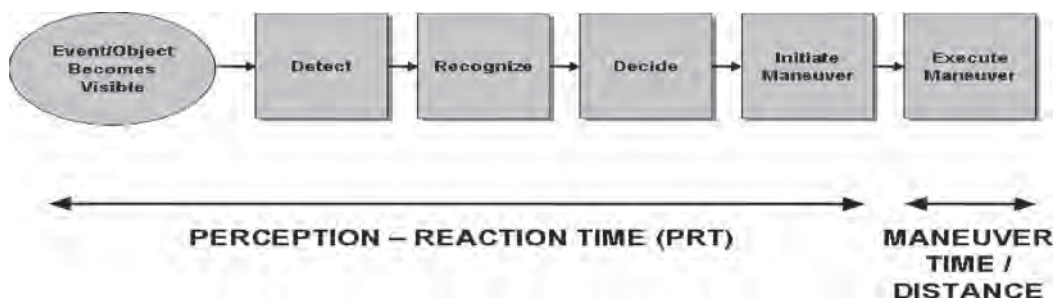 Event/Object
Becomes
Visible
Detect
Recognize
Decide
Initiate
Maneuver
Execute
Maneuver
PERCEPTION – REACTION TIME (PRT)
MANEUVER
TIME /
DISTANCE